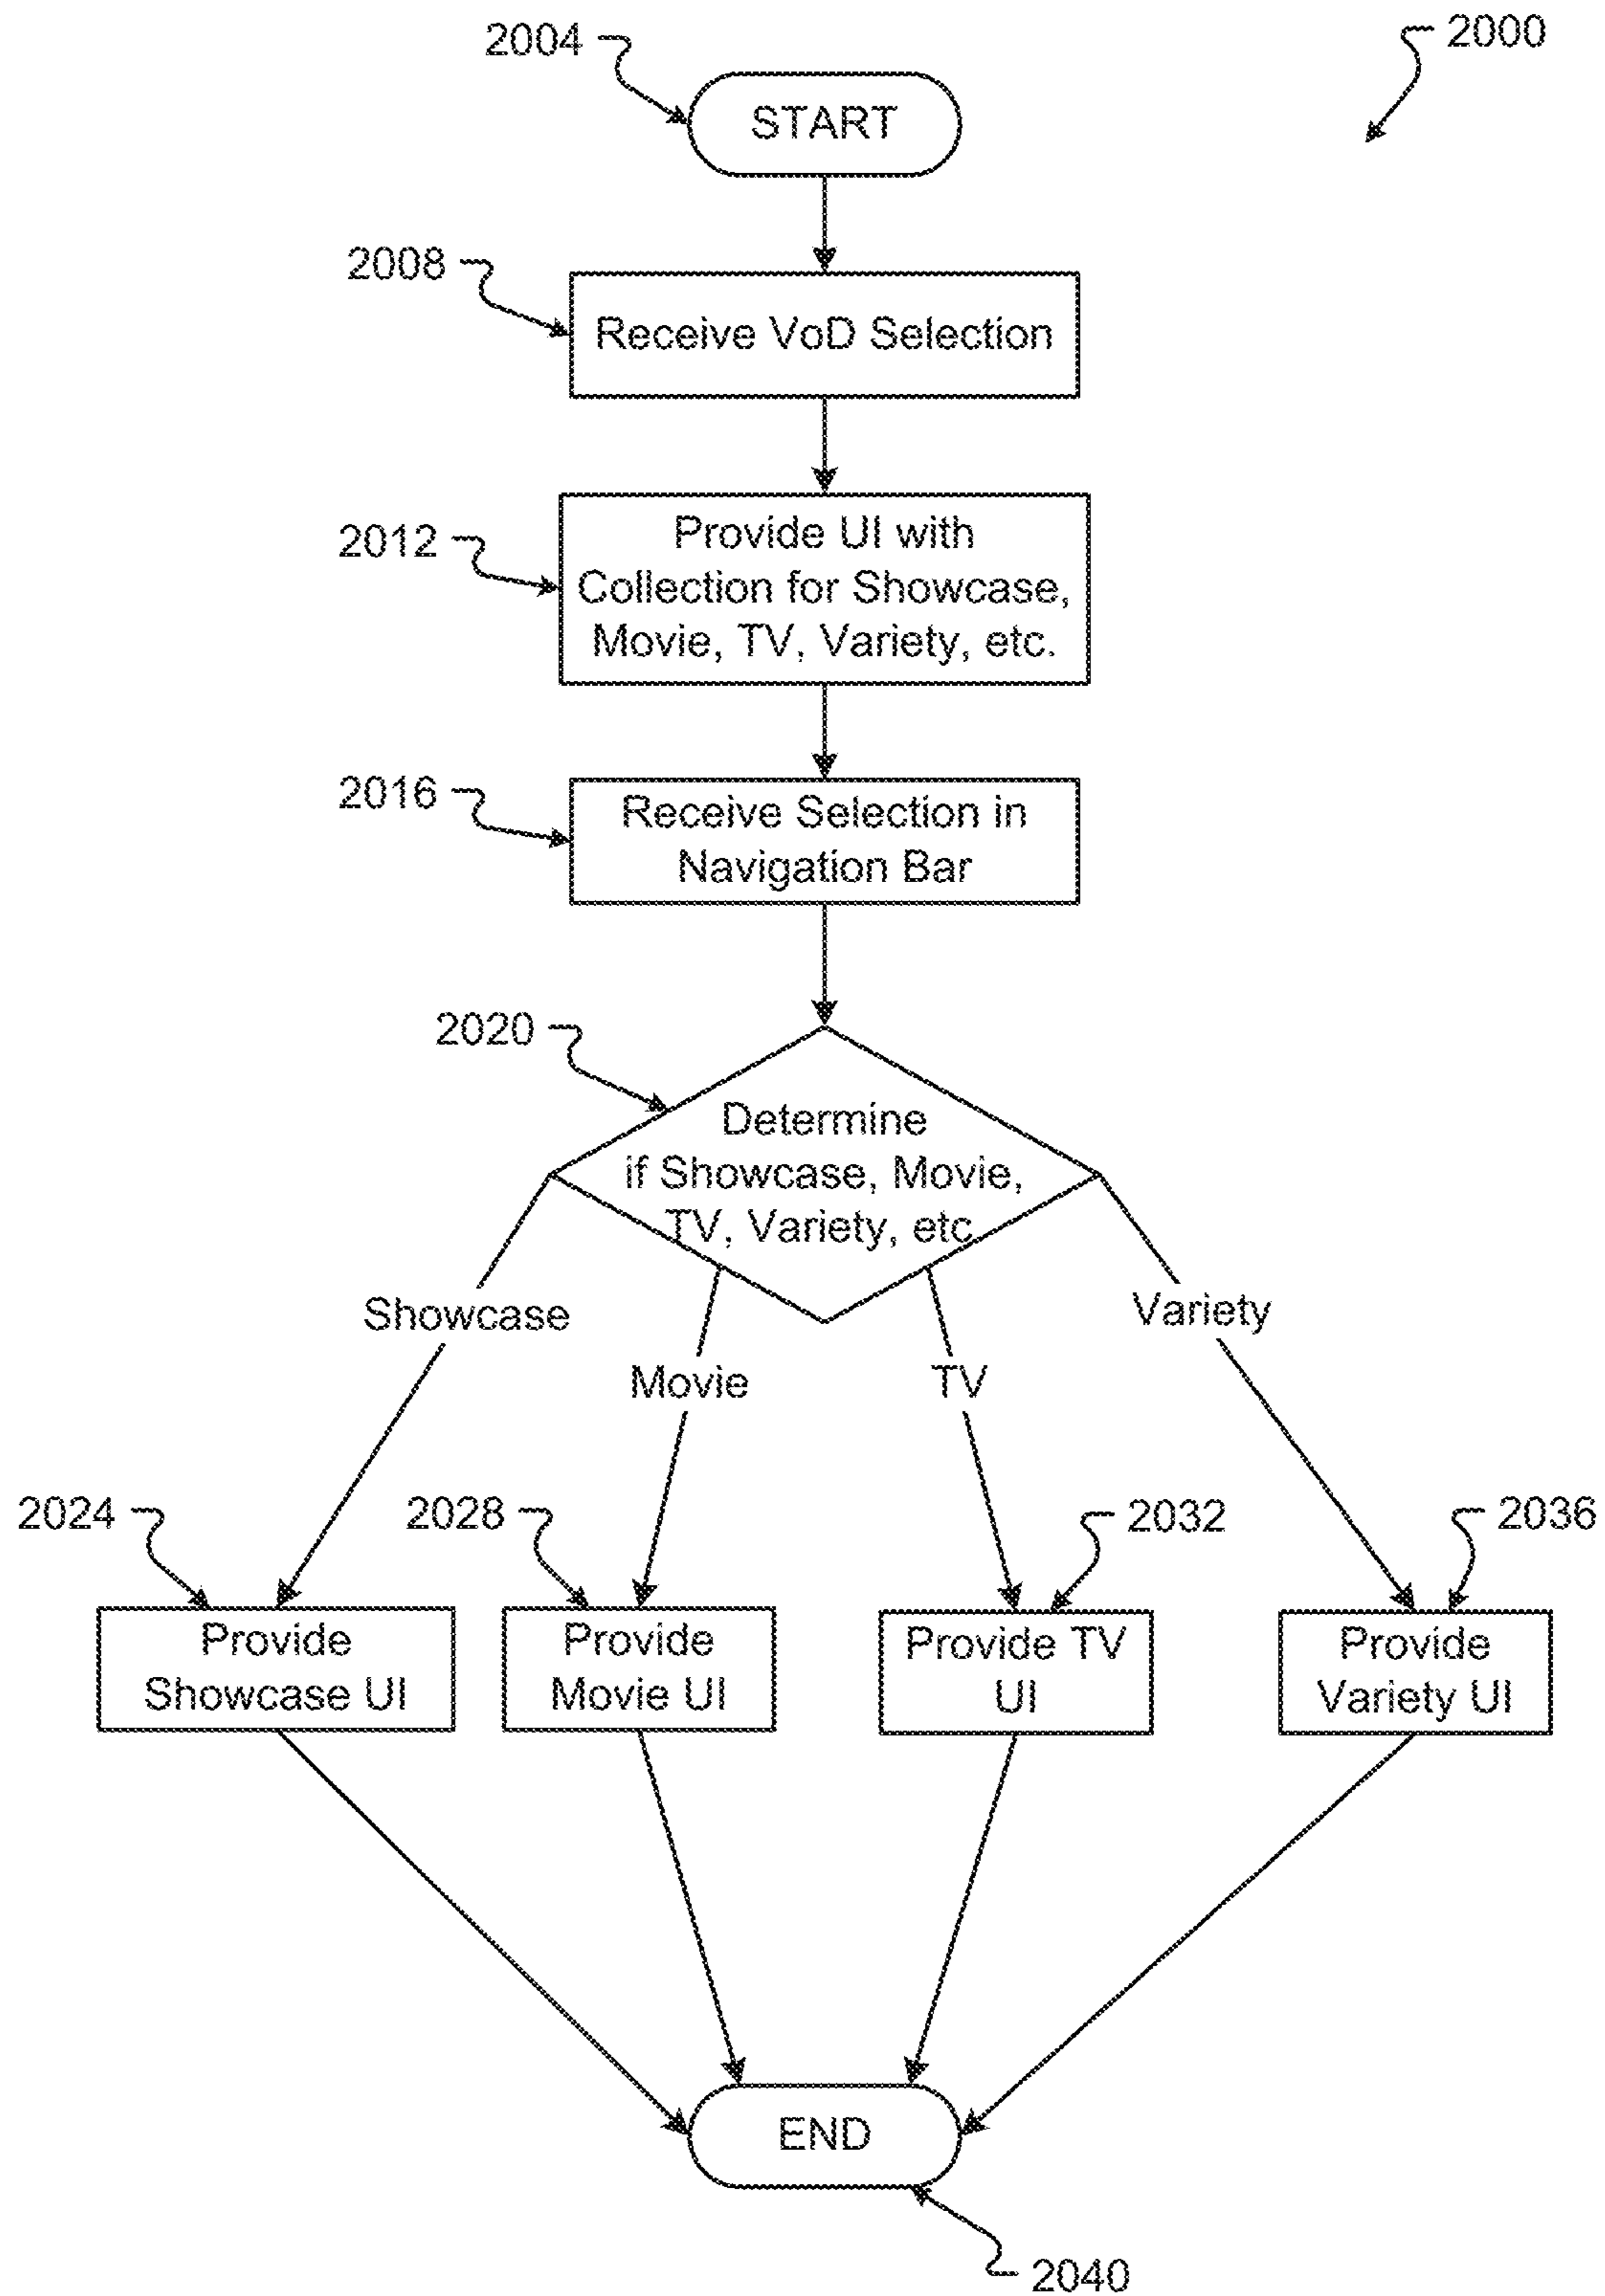 2000
2004
START
2008
Receive VoD Selection
2012
Provide UI with
Collection for Showcase,
Movie, TV, Variety, etc.
2016
Receive Selection in
Navigation Bar
2020
Determine
if Showcase, Movie,
TV, Variety, etc.
Showcase
Movie
TV
Variety
2024
2028
2032
2036
Provide
Showcase UI
Provide
Movie UI
Provide TV
UI
Provide
Variety UI
END
2040